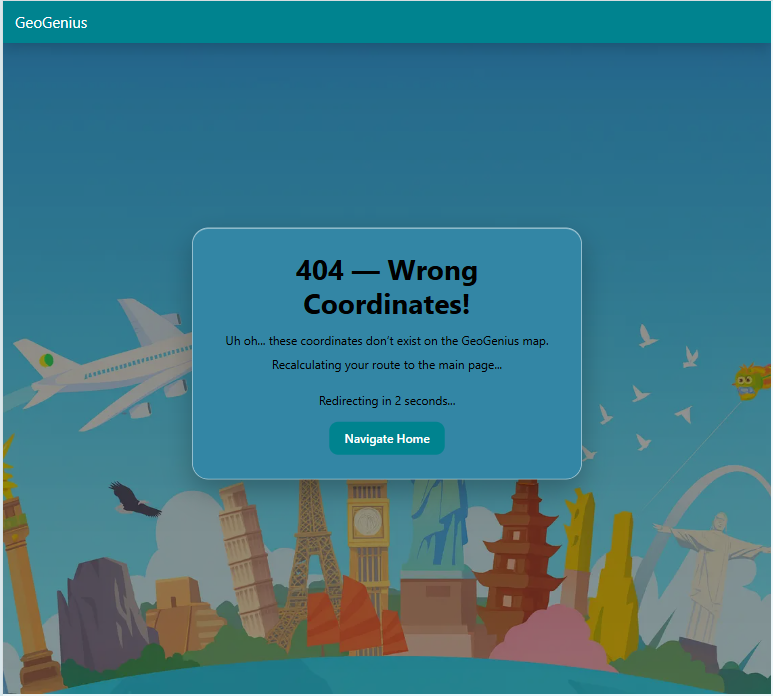 GeoGenius
404 — Wrong
Coordinates!
Uh oh... these coordinates don’t exist on the GeoGenius map.
Recalculating your route to the main page...
Redirecting in 2 seconds...
Navigate Home